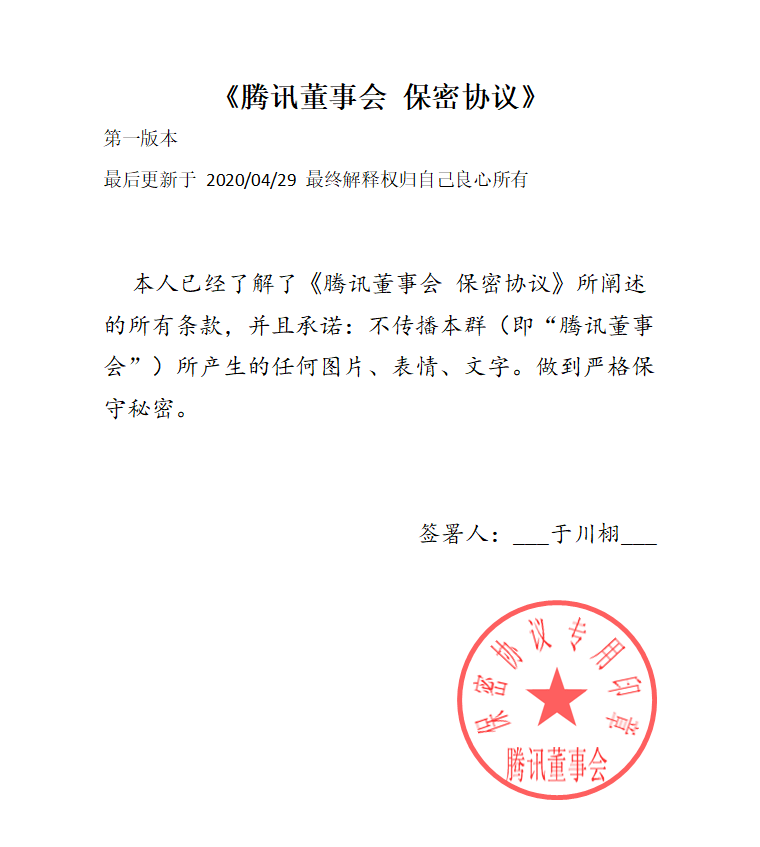 《腾讯董事会 保密协议》
第一版本
最后更新于 2020/04/29 最终解释权归自己良心所有
本人已经了解了《腾讯董事会 保密协议》所阐述
的所有条款，并且承诺：不传播本群（即“腾讯董事
会”）所产生的任何图片、表情、文字。做到严格保
守秘密。
签署人：___于川栩___
保密协议专用印章
腾讯董事会